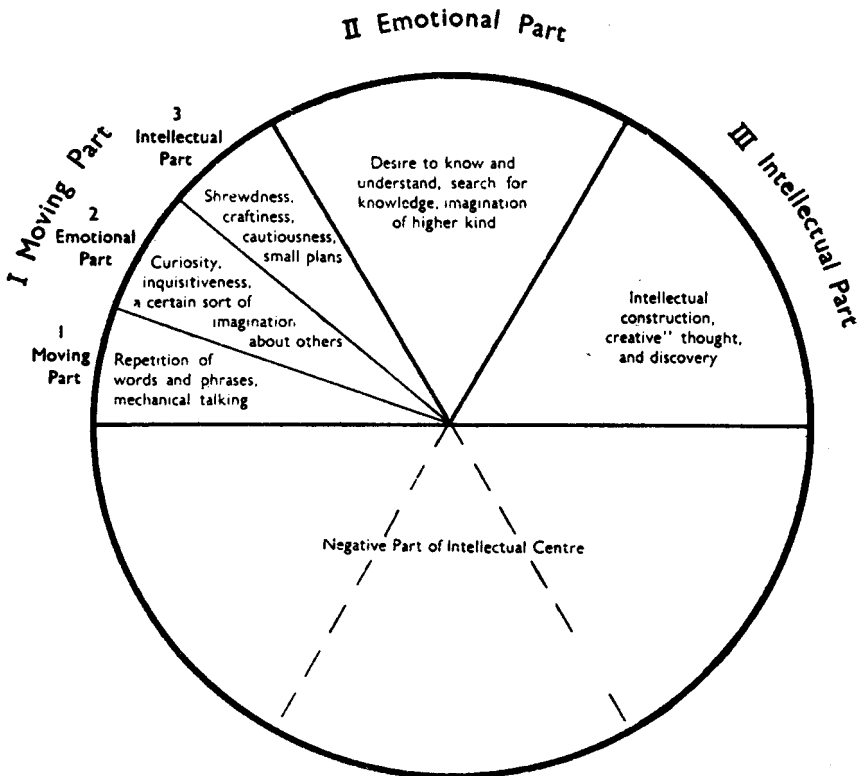 II Emotional Part
I Moving Part
III Intellectual Part
3
Intellectual
Part
2
Emotional
Part
1
Moving
Part
Shrewdness,
craftiness,
cautiousness,
small plans
Curiosity,
inquisitiveness,
a certain sort of
imagination
about others
Repetition of
words and phrases,
mechanical talking
Desire to know and
understand, search for
knowledge, imagination
of higher kind
Intellectual
construction,
creative" thought,
and discovery
Negative Part of Intellectual Centre